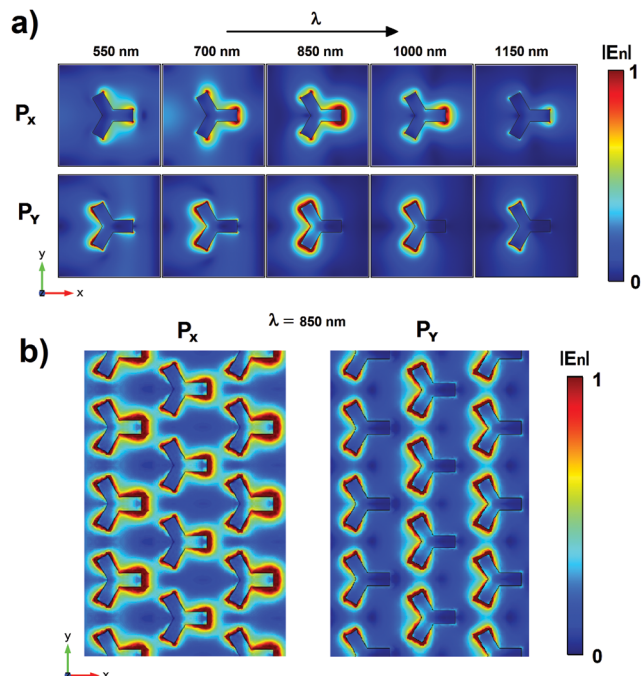 a)
λ
550 nm 700 nm 850 nm 1000 nm 1150 nm
|En|
1
Px
PY
0
y
x
λ = 850 nm
Px PY
b)
|En|
1
0
y
x